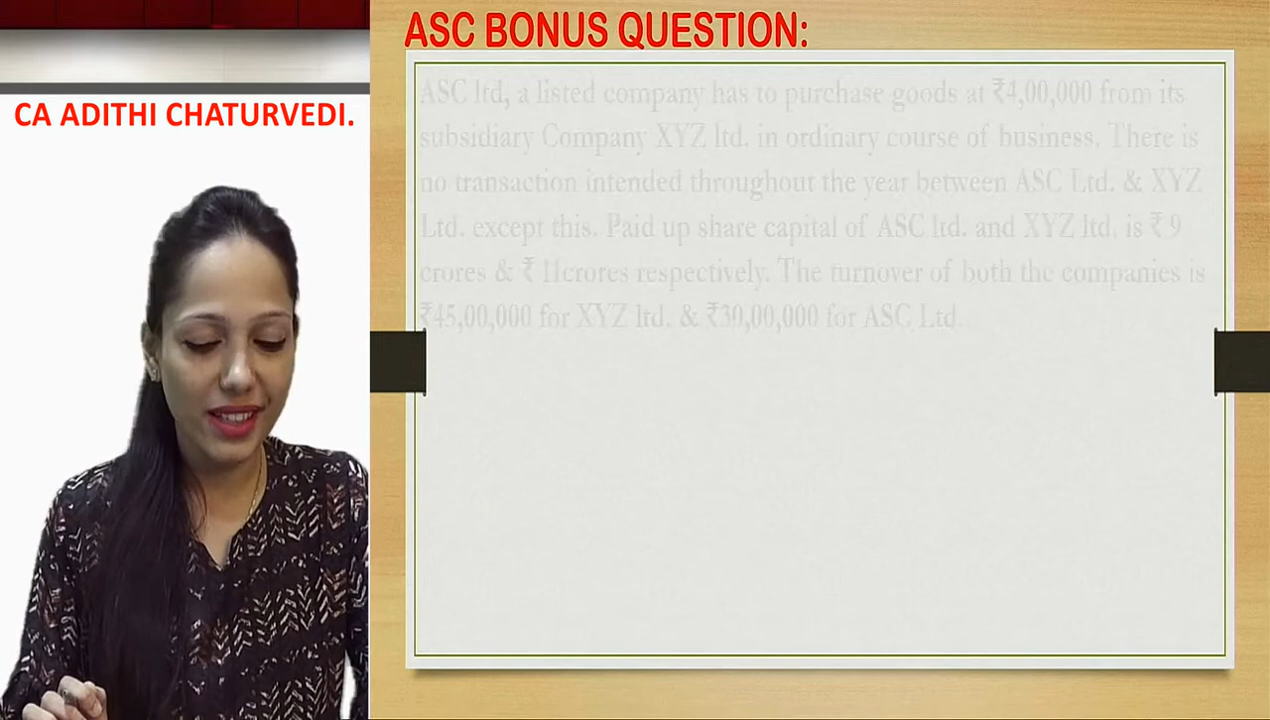 ASC BONUS QUESTION:
CA ADITHI CHATURVEDI.
ASC ltd, a listed company has to purchase goods at ₹4,00,000 from its
subsidiary Company XYZ ltd. in ordinary course of business. There is
no transaction intended throughout the year between ASC Ltd. & XYZ
Ltd. except this. Paid up share capital of ASC ltd. and XYZ ltd. is ₹ 9
crores & ₹ 11crores respectively. The turnover of both the companies is
₹45,00,000 for XYZ ltd. & ₹30,00,000 for ASC Ltd.